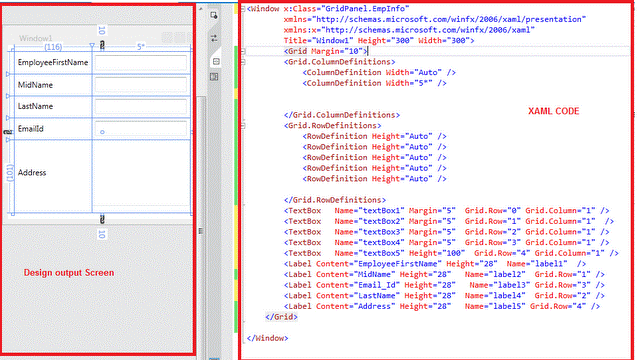 10
Window1
(116)
5*
EmployeeFirstName
MidName
LastName
EmailId
Address
(101)
10
Design output Screen
<Window x:Class="GridPanel.EmpInfo"
xmlns="http://schemas.microsoft.com/winfx/2006/xaml/presentation"
xmlns:x="http://schemas.microsoft.com/winfx/2006/xaml"
Title="Window1" Height="300" Width="300">
<Grid Margin="10">
<Grid.ColumnDefinitions>
<ColumnDefinition Width="Auto" />
<ColumnDefinition Width="5*" />
</Grid.ColumnDefinitions>
XAML CODE
<Grid.RowDefinitions>
<RowDefinition Height="Auto" />
<RowDefinition Height="Auto" />
<RowDefinition Height="Auto" />
<RowDefinition Height="Auto" />
<RowDefinition Height="Auto" />
</Grid.RowDefinitions>
<TextBox Name="textBox1" Margin="5" Grid.Row="0" Grid.Column="1" />
<TextBox Name="textBox2" Margin="5" Grid.Row="1" Grid.Column="1" />
<TextBox Name="textBox3" Margin="5" Grid.Row="2" Grid.Column="1" />
<TextBox Name="textBox4" Margin="5" Grid.Row="3" Grid.Column="1" />
<TextBox Name="textBox5" Height="100" Grid.Row="4" Grid.Column="1" />
<Label Content="EmployeeFirstName" Height="28" Name="label1" />
<Label Content="MidName" Height="28" Name="label2" Grid.Row="1" />
<Label Content="Email_Id" Height="28" Name="label3" Grid.Row="3" />
<Label Content="LastName" Height="28" Name="label4" Grid.Row="2" />
<Label Content="Address" Height="28" Name="label5 Grid.Row="4" />
</Grid>
</Window>